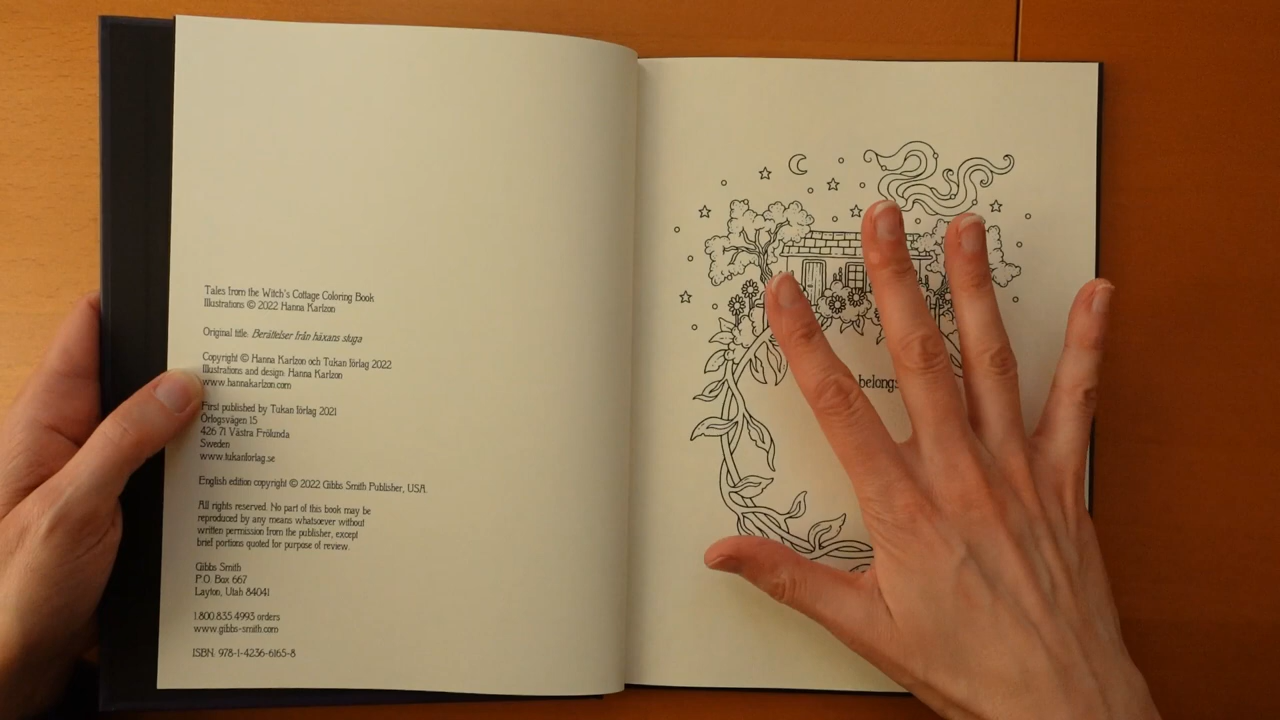 Tales from the Witch's Cottage Coloring Book
Illustrations © 2022 Hanna Karlzon
Original title: Berättelser från häxans stuga
Copyright © Hanna Karlzon och Tukan förlag 2022
Illustrations and design: Hanna Karlzon
www.hannakarlzon.com
First published by Tukan förlag 2021
Örlogsvägen 15
426 71 Västra Frölunda
Sweden
www.tukanforlag.se
English edition copyright © 2022 Gibbs Smith Publisher, USA.
All rights reserved. No part of this book may be
reproduced by any means whatsoever without
written permission from the publisher, except
brief portions quoted for purpose of review.
Gibbs Smith
P.O. Box 667
Layton, Utah 84041
1.800.835.4993 orders
www.gibbs-smith.com
ISBN: 978-1-4236-6165-8
belongs